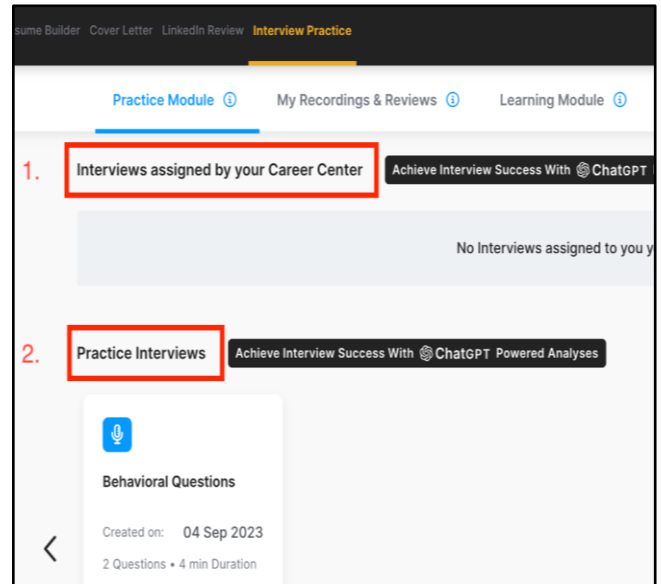 sume Builder Cover Letter LinkedIn Review Interview Practice
Practice Module My Recordings & Reviews Learning Module
1. Interviews assigned by your Career Center Achieve Interview Success With ChatGPT
No Interviews assigned to you y
2. Practice Interviews Achieve Interview Success With ChatGPT Powered Analyses
Behavioral Questions
Created on: 04 Sep 2023
2 Questions • 4 min Duration